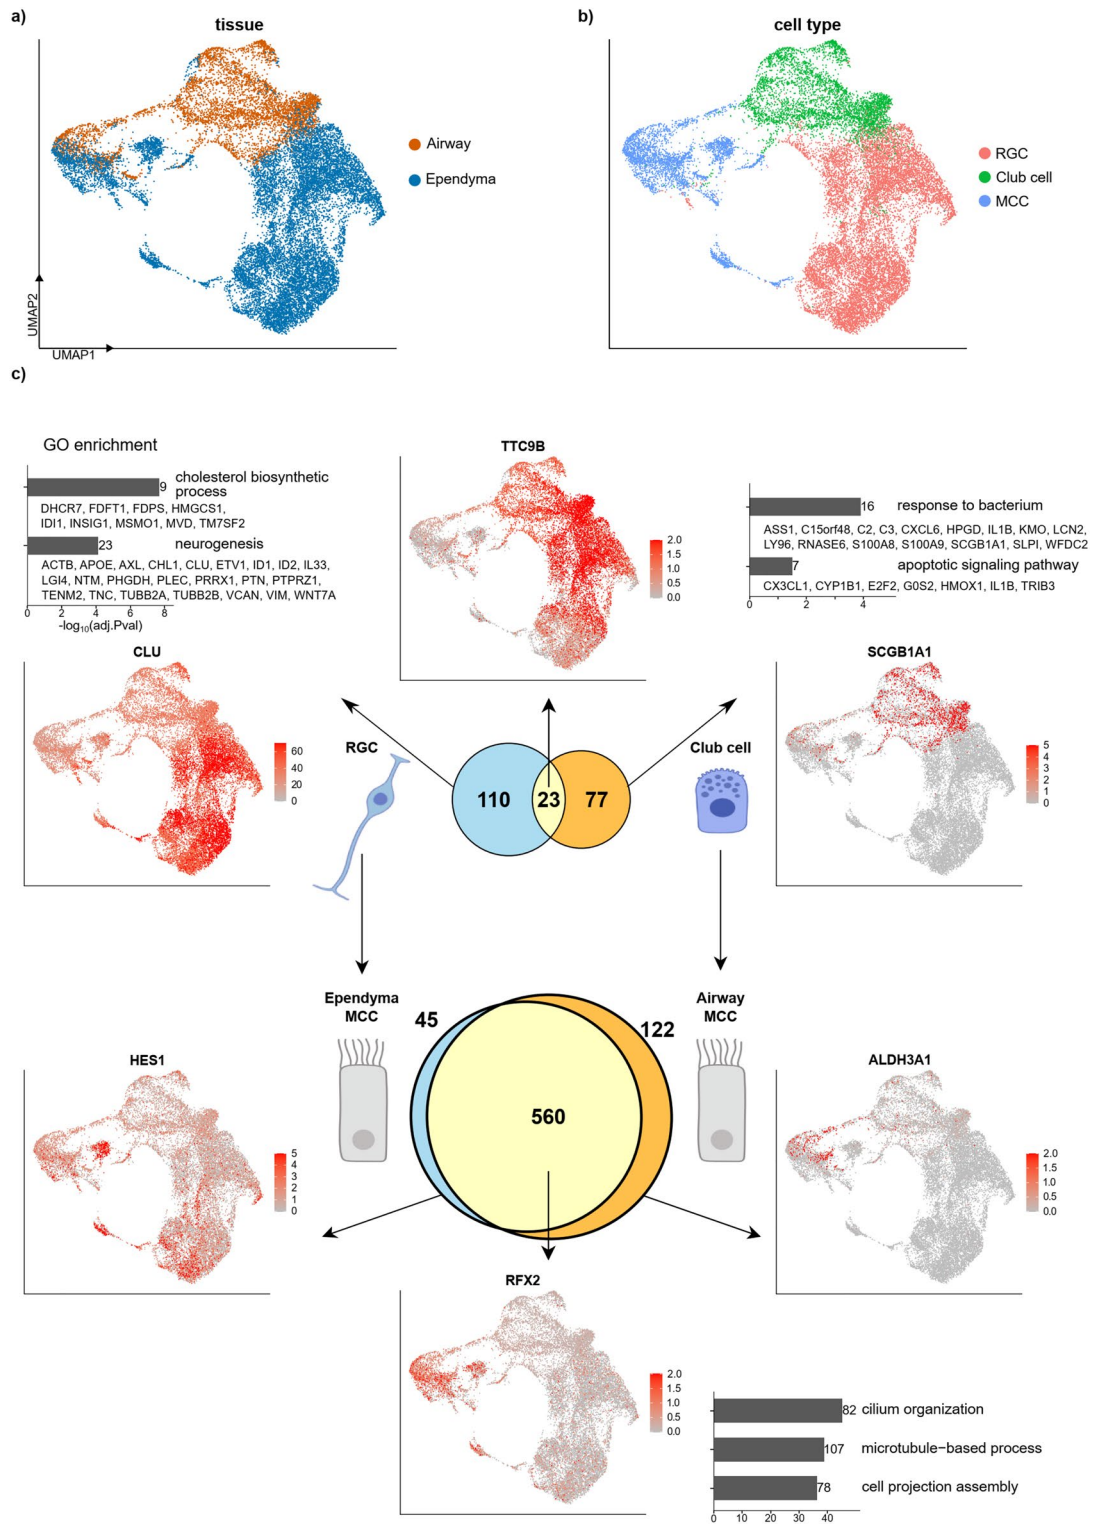 a)
tissue
Airway
Ependyma
UMAP2
UMAP1
b)
cell type
RGC
Club cell
MCC
c)
GO enrichment
9 cholesterol biosynthetic
process
DHCR7, FDFT1, FDPS, HMGCS1,
IDI1, INSIG1, MSMO1, MVD, TM7SF2
23 neurogenesis
ACTB, APOE, AXL, CHL1, CLU, ETV1, ID1, ID2, IL33,
LGI4, NTM, PHGDH, PLEC, PRRX1, PTN, PTPRZ1,
TENM2, TNC, TUBB2A, TUBB2B, VCAN, VIM, WNT7A
0 2 4 6 8
-log10(adj.Pval)
TTC9B
2.0
1.5
1.0
0.5
0.0
16 response to bacterium
ASS1, C15orf48, C2, C3, CXCL6, HPGD, IL1B, KMO, LCN2,
LY96, RNASE6, S100A8, S100A9, SCGB1A1, SLPI, WFDC2
7 apoptotic signaling pathway
CX3CL1, CYP1B1, E2F2, G0S2, HMOX1, IL1B, TRIB3
0 2 4
CLU
60
40
20
0
RGC
110 23 77
Club cell
SCGB1A1
5
4
3
2
1
0
Ependyma
MCC
45
560
122
Airway
MCC
HES1
5
4
3
2
1
0
ALDH3A1
2.0
1.5
1.0
0.5
0.0
RFX2
2.0
1.5
1.0
0.5
0.0
82 cilium organization
107 microtubule−based process
78 cell projection assembly
0 10 20 30 40